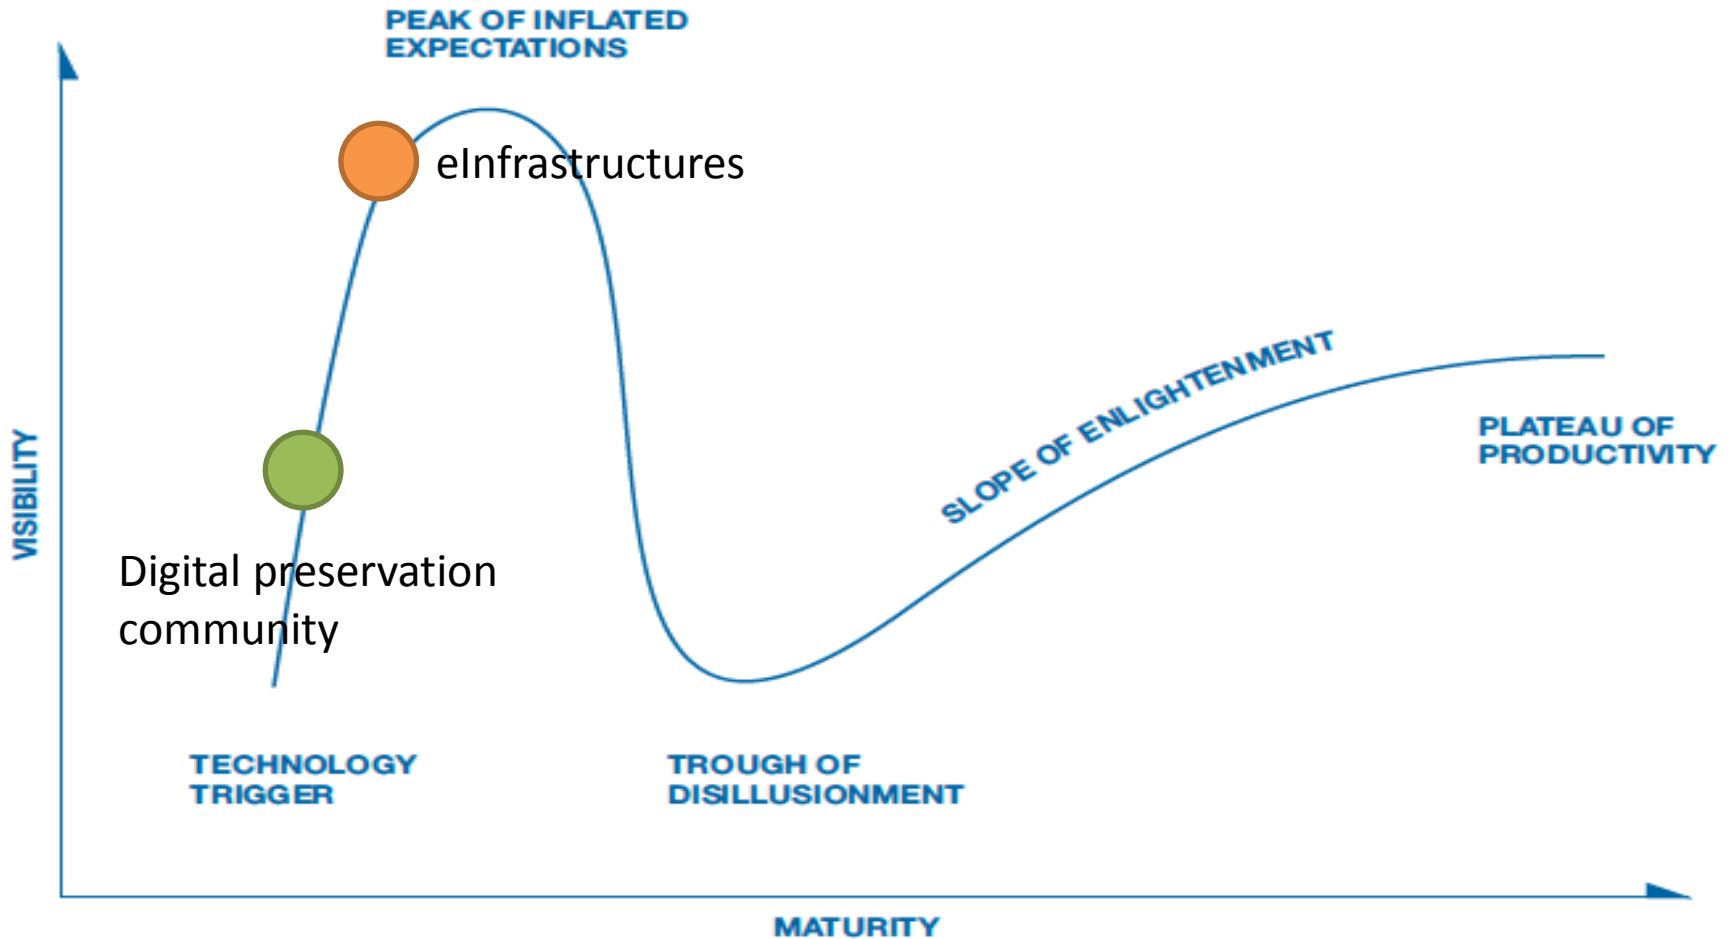 PEAK OF INFLATED
EXPECTATIONS
eInfrastructures
SLOPE OF ENLIGHTENMENT
PLATEAU OF
PRODUCTIVITY
VISIBILITY
Digital preservation
community
TECHNOLOGY
TRIGGER
TROUGH OF
DISILLUSIONMENT
MATURITY